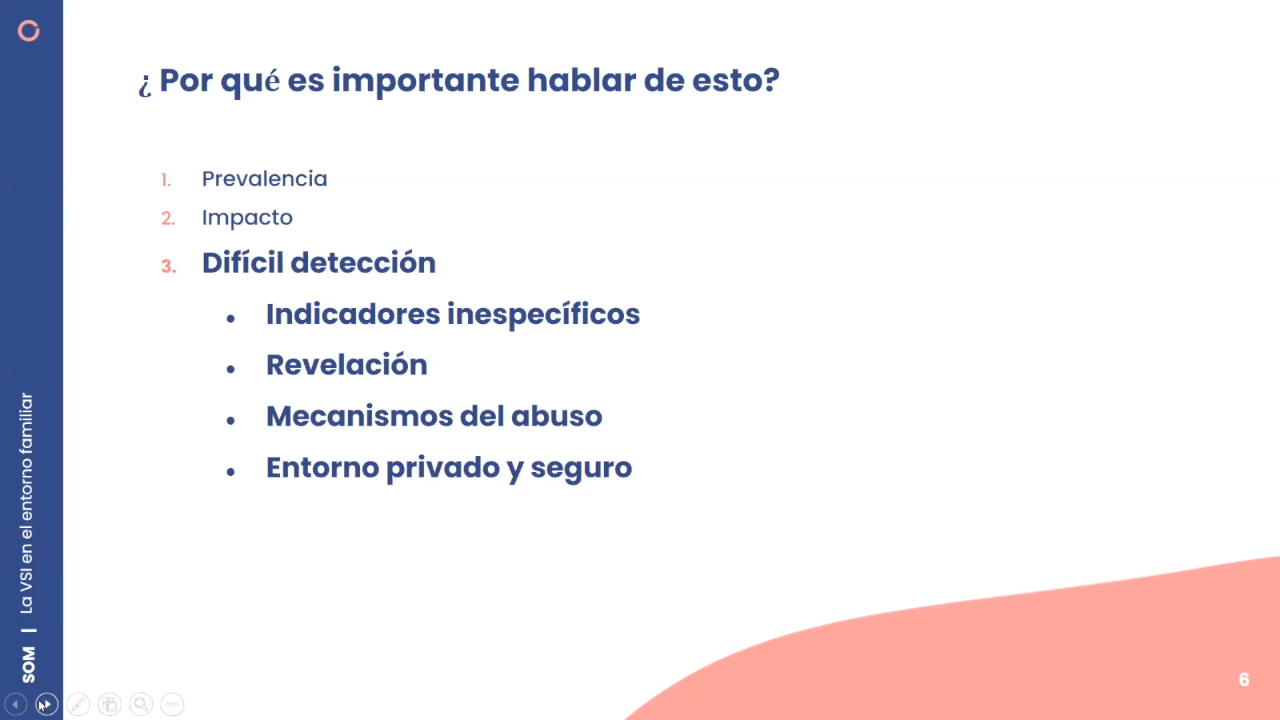 ¿ Por qué es importante hablar de esto?
1. Prevalencia
2. Impacto
3. Difícil detección
• Indicadores inespecíficos
• Revelación
• Mecanismos del abuso
• Entorno privado y seguro
SOM | La VSI en el entorno familiar
6